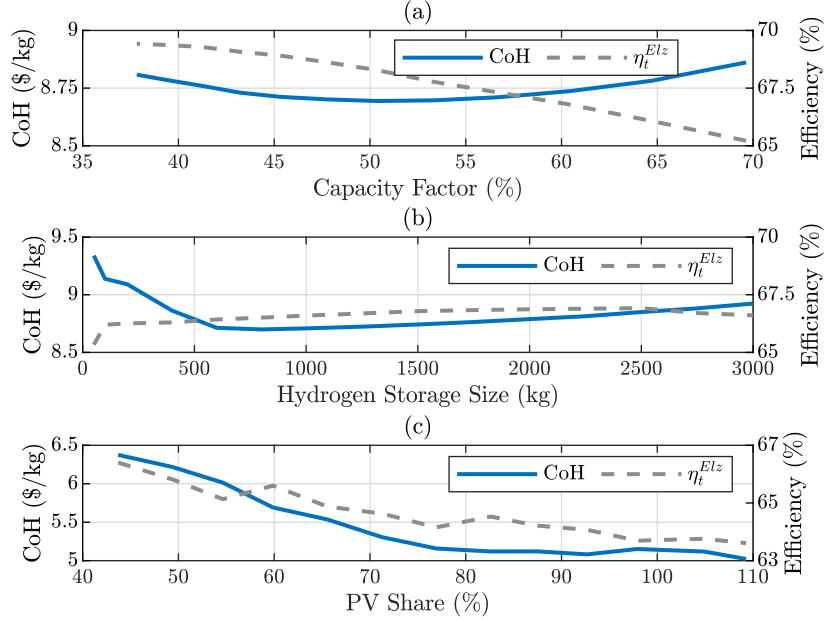 (a)
9
8.75
8.5
CoH ($/kg)
70
67.5
65
Efficiency (%)
CoH
η_t^{Elz}
35 40 45 50 55 60 65 70
Capacity Factor (%)
(b)
9.5
9
8.5
CoH ($/kg)
70
67.5
65
Efficiency (%)
CoH
η_t^{Elz}
0 500 1000 1500 2000 2500 3000
Hydrogen Storage Size (kg)
(c)
6.5
6
5.5
5
CoH ($/kg)
67
65
63
Efficiency (%)
CoH
η_t^{Elz}
40 50 60 70 80 90 100 110
PV Share (%)